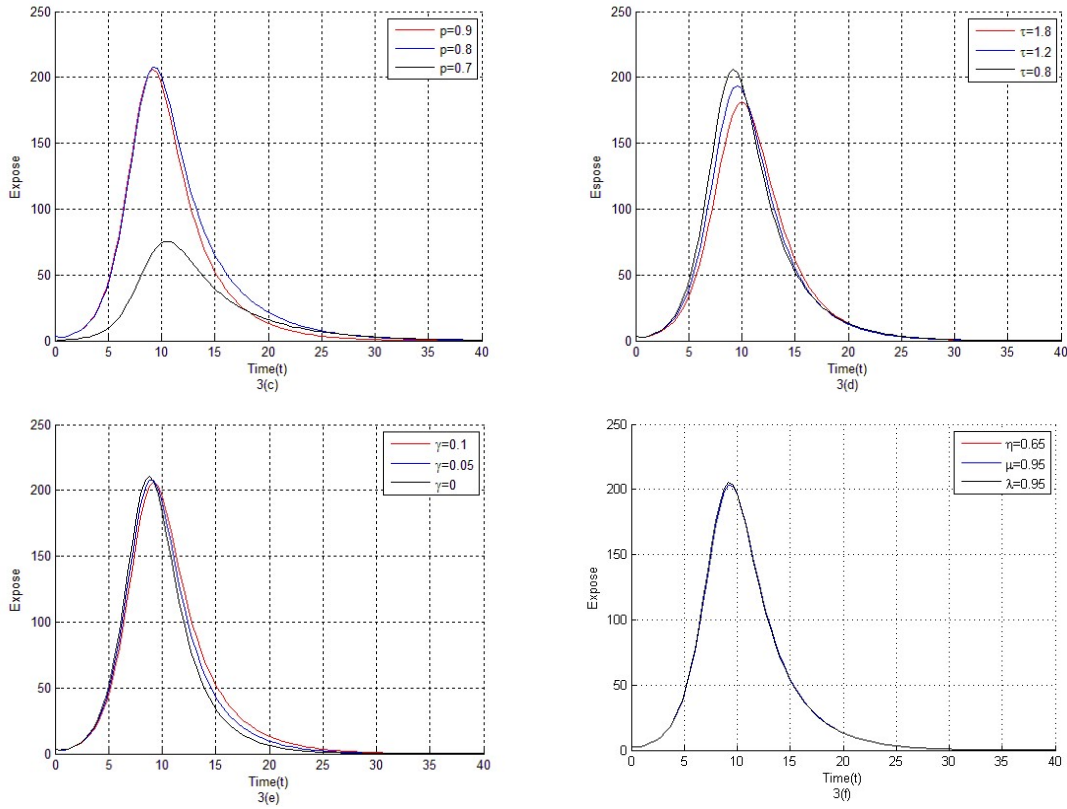 250
200
150
100
50
0
Expose
0 5 10 15 20 25 30 35 40
Time(t)
3(c)
p=0.9
p=0.8
p=0.7
250
200
150
100
50
0
Espose
0 5 10 15 20 25 30 35 40
Time(t)
3(d)
τ=1.8
τ=1.2
τ=0.8
250
200
150
100
50
0
Expose
0 5 10 15 20 25 30 35 40
Time(t)
3(e)
γ=0.1
γ=0.05
γ=0
250
200
150
100
50
0
Expose
0 5 10 15 20 25 30 35 40
Time(t)
3(f)
η=0.65
μ=0.95
λ=0.95